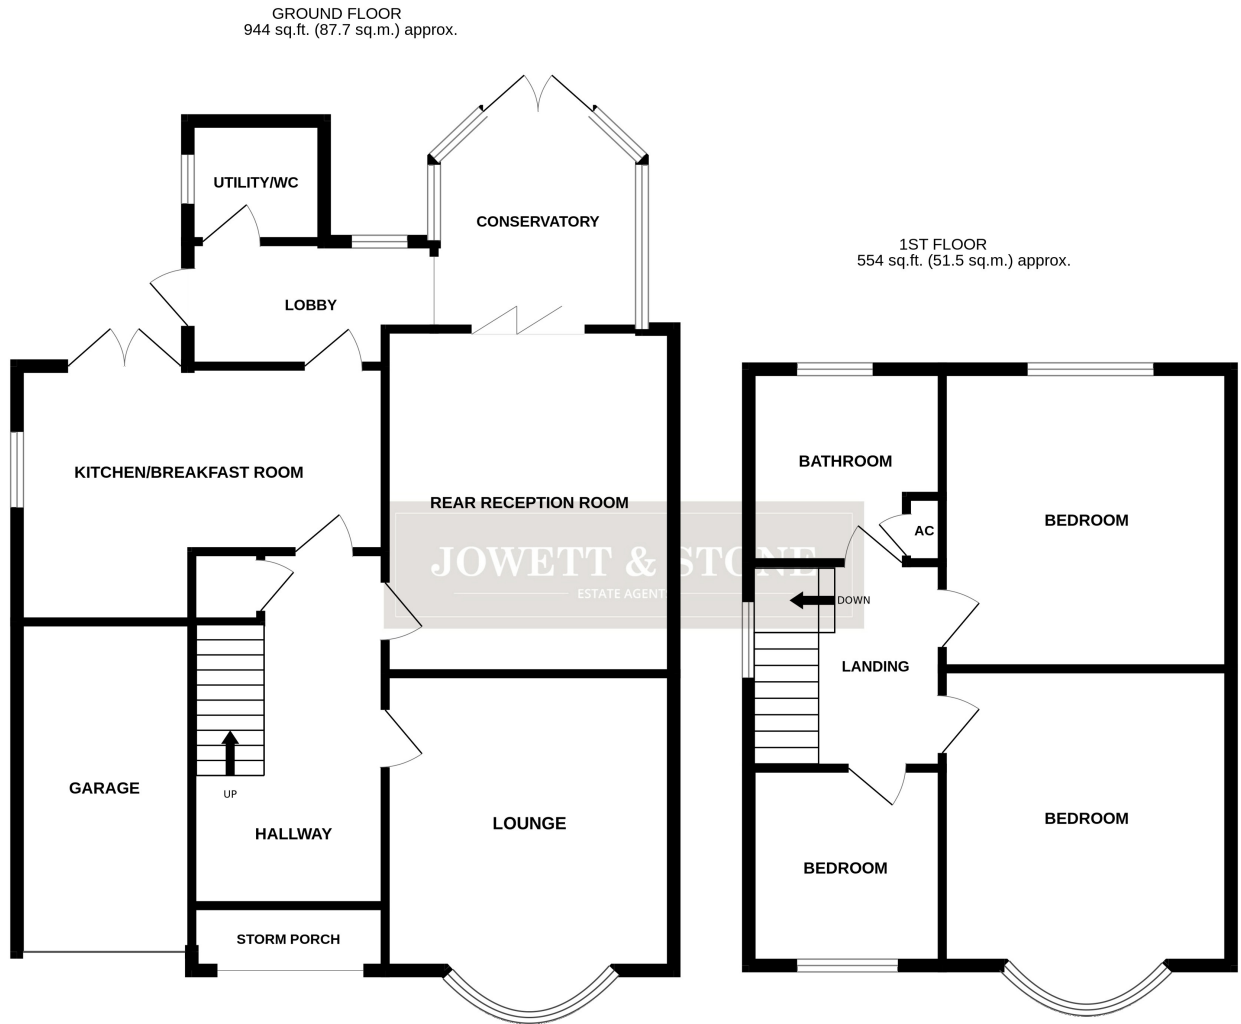 GROUND FLOOR
944 sq.ft. (87.7 sq.m.) approx.
UTILITY/WC
CONSERVATORY
LOBBY
KITCHEN/BREAKFAST ROOM
REAR RECEPTION ROOM
JOWETT & STONE
ESTATE AGENTS
GARAGE
UP
HALLWAY
LOUNGE
STORM PORCH
1ST FLOOR
554 sq.ft. (51.5 sq.m.) approx.
BATHROOM
BEDROOM
AC
DOWN
LANDING
BEDROOM
BEDROOM